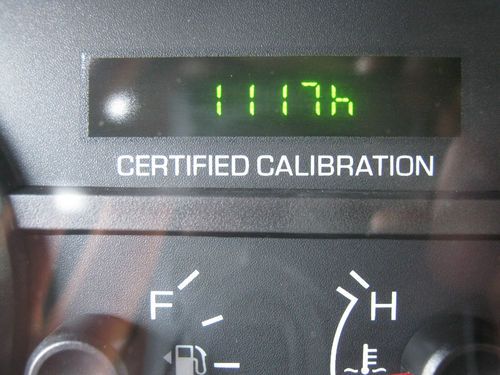 1117h
CERTIFIED CALIBRATION
F H